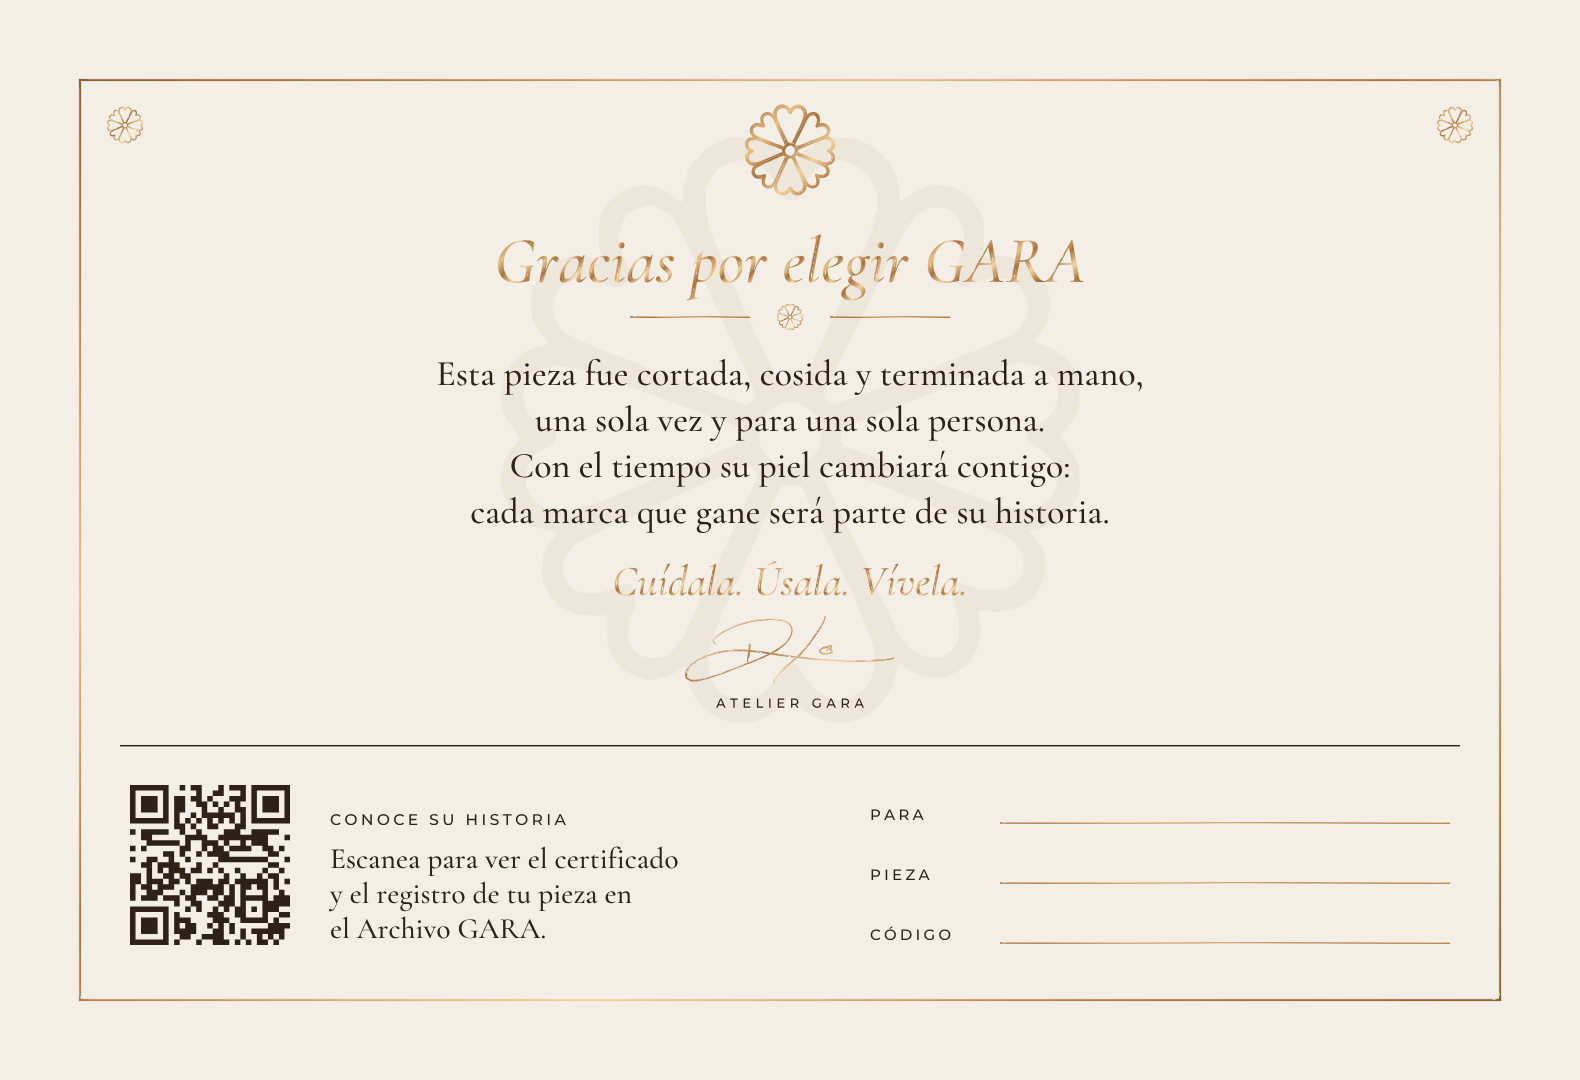 Gracias por elegir GARA
Esta pieza fue cortada, cosida y terminada a mano,
una sola vez y para una sola persona.
Con el tiempo su piel cambiará contigo:
cada marca que gane será parte de su historia.
Cuídala. Úsala. Vívela.
ATELIER GARA
CONOCE SU HISTORIA
Escanea para ver el certificado
y el registro de tu pieza en
el Archivo GARA.
PARA
PIEZA
CÓDIGO